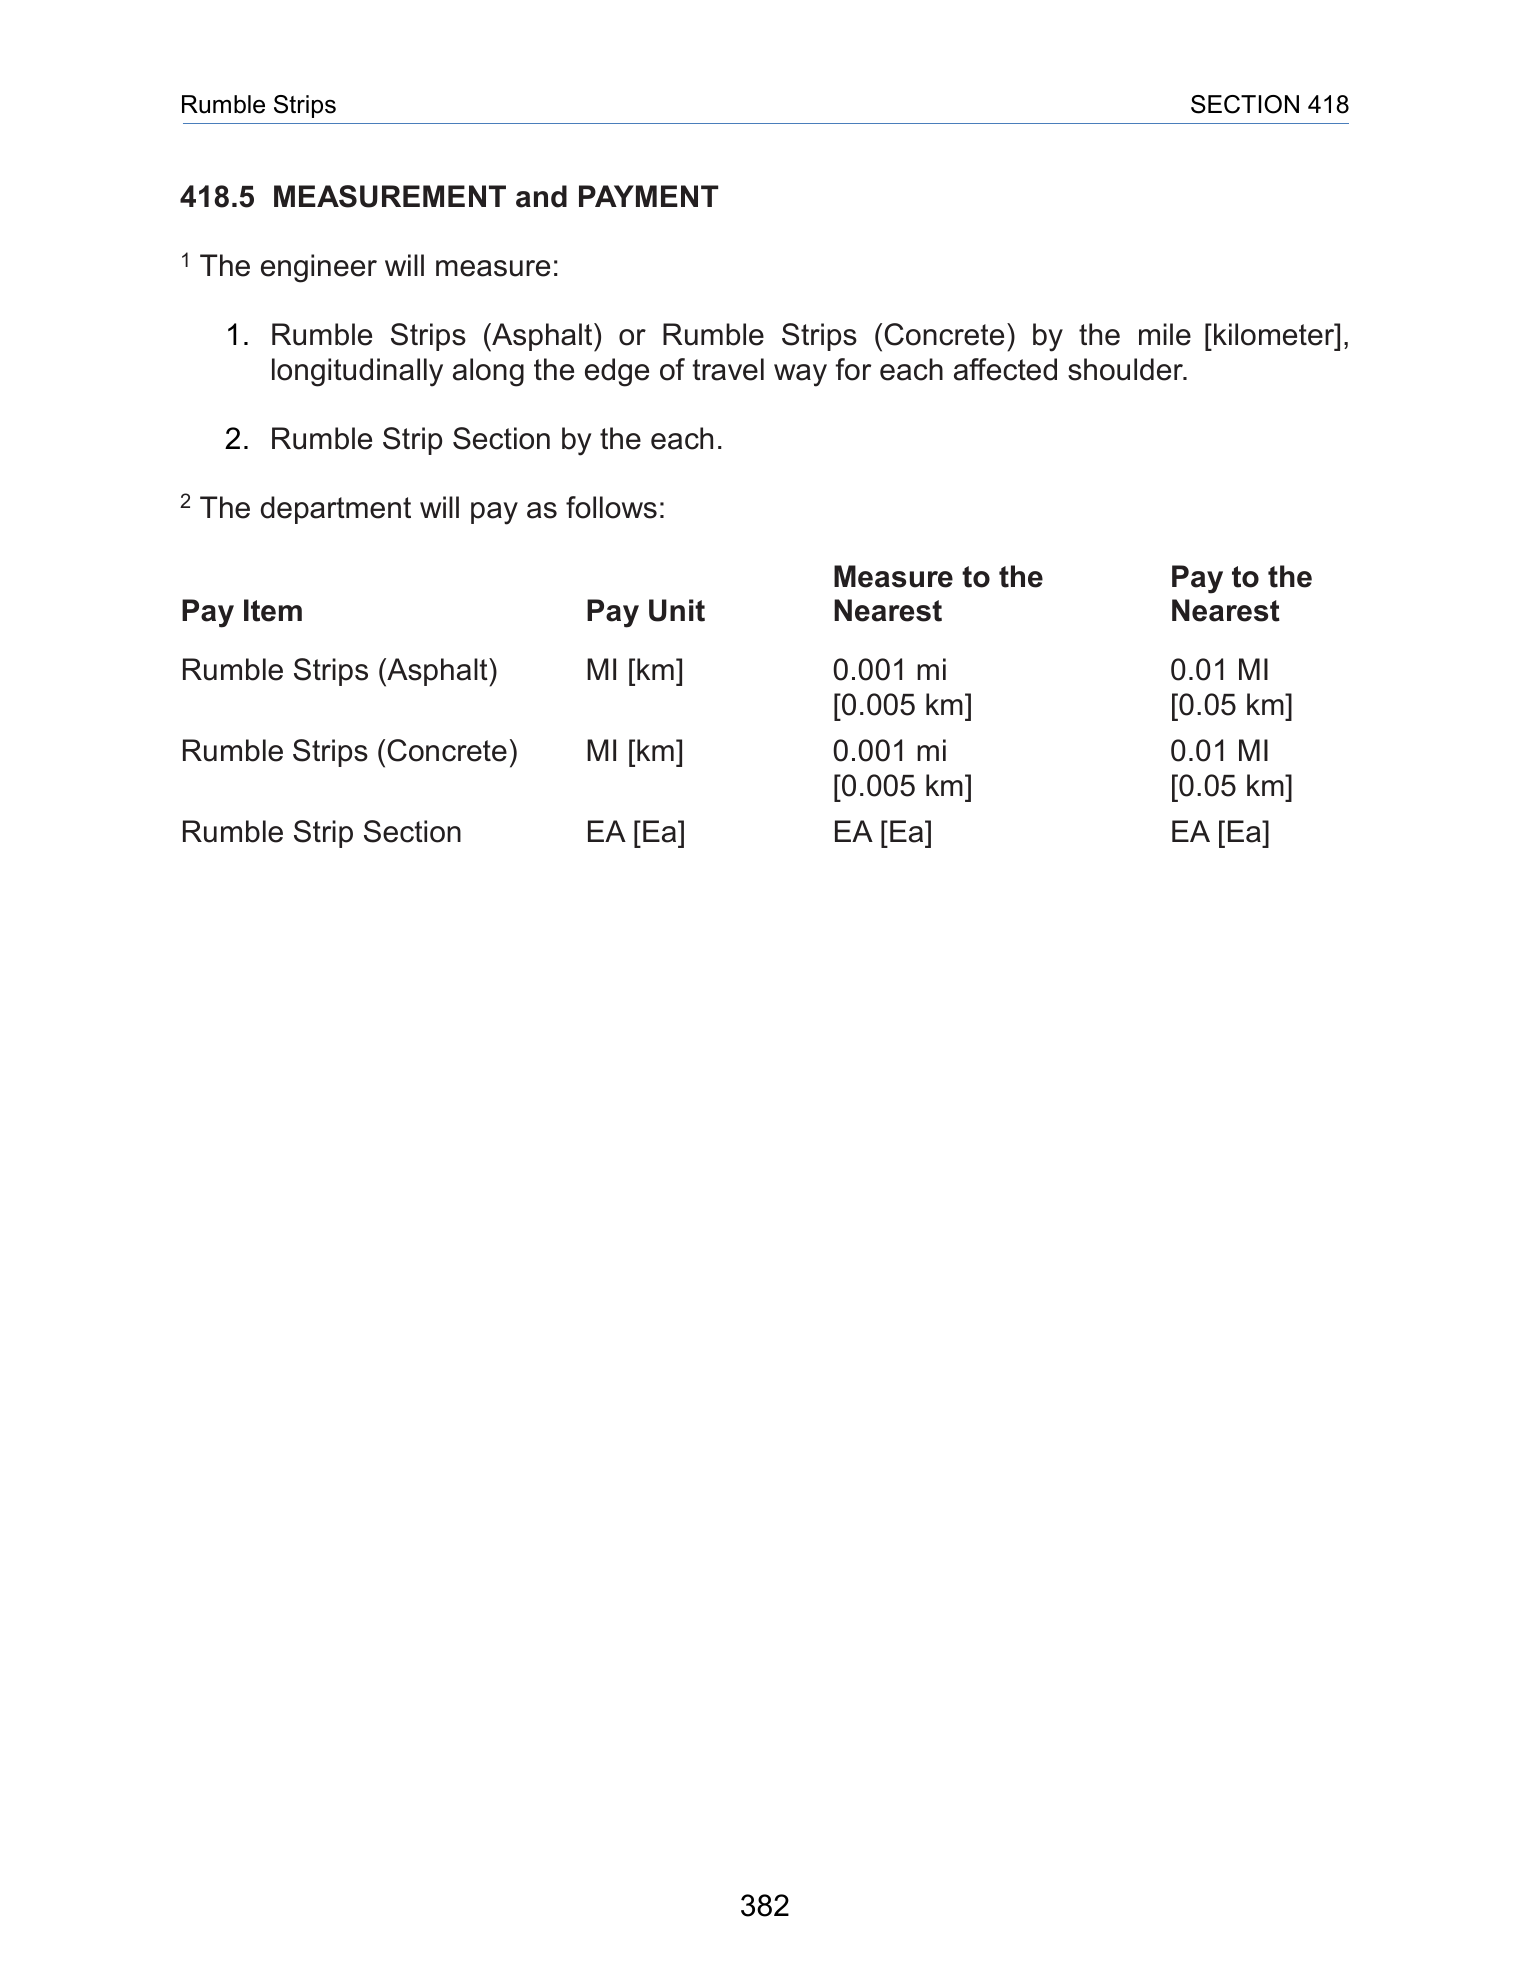 Rumble Strips SECTION 418
418.5 MEASUREMENT and PAYMENT
1 The engineer will measure:
1. Rumble Strips (Asphalt) or Rumble Strips (Concrete) by the mile [kilometer],
longitudinally along the edge of travel way for each affected shoulder.
2. Rumble Strip Section by the each.
2 The department will pay as follows:
Measure to the Pay to the
Pay Item Pay Unit Nearest Nearest
Rumble Strips (Asphalt) MI [km] 0.001 mi 0.01 MI
[0.005 km] [0.05 km]
Rumble Strips (Concrete) MI [km] 0.001 mi 0.01 MI
[0.005 km] [0.05 km]
Rumble Strip Section EA [Ea] EA [Ea] EA [Ea]
382